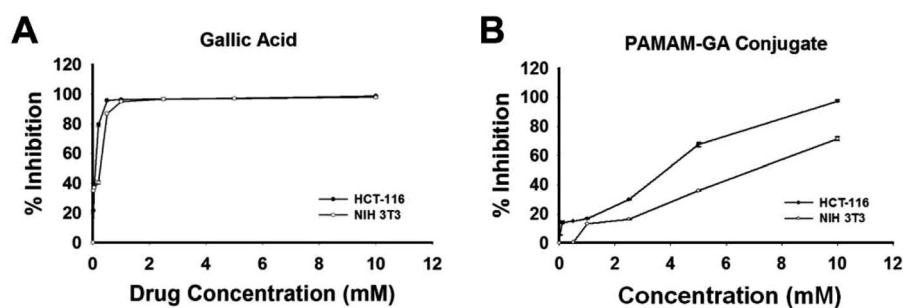 A
Gallic Acid
% Inhibition
120
100
80
60
40
20
0
HCT-116
NIH 3T3
0 2 4 6 8 10 12
Drug Concentration (mM)
B
PAMAM-GA Conjugate
% Inhibition
120
100
80
60
40
20
0
HCT-116
NIH 3T3
0 2 4 6 8 10 12
Concentration (mM)